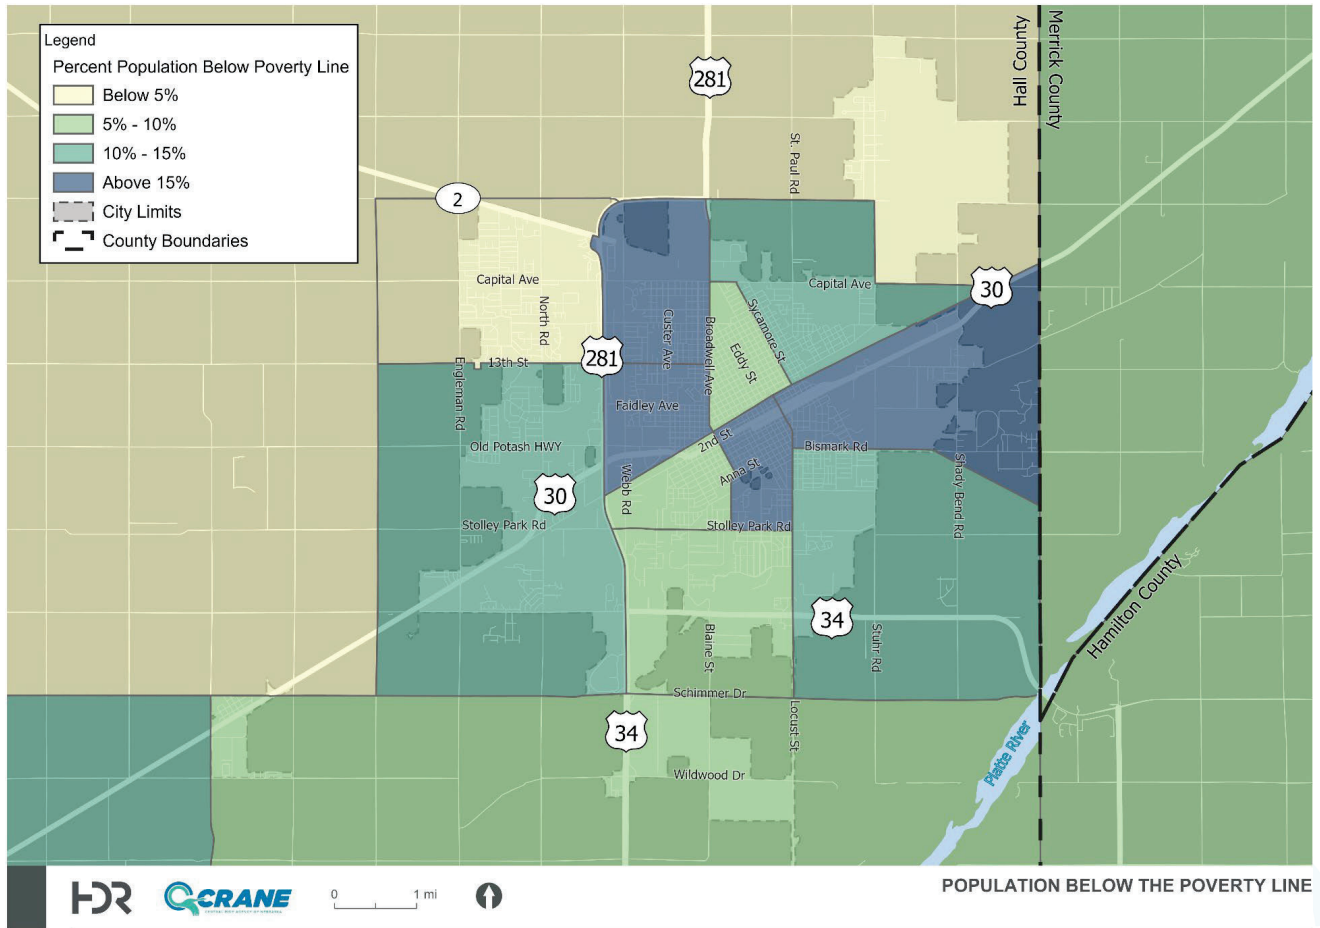 Legend
Percent Population Below Poverty Line
Below 5%
5% - 10%
10% - 15%
Above 15%
City Limits
County Boundaries
281
Hall County
Merrick County
St. Paul Rd
2
Capital Ave
North Rd
Capital Ave
30
Custer Ave
Broadwell Ave
Sycamore St
Eddy St
281
13th St
Engleman Rd
Faidley Ave
Old Potash HWY
2nd St
Bismark Rd
Anna St
Webb Rd
Shady Bend Rd
30
Stolley Park Rd
Stolley Park Rd
34
Hamilton County
Blaine St
Stuhr Rd
Schimmer Dr
34
Locust St
Platte River
Wildwood Dr
HDR
CRANE
0 1 mi
POPULATION BELOW THE POVERTY LINE